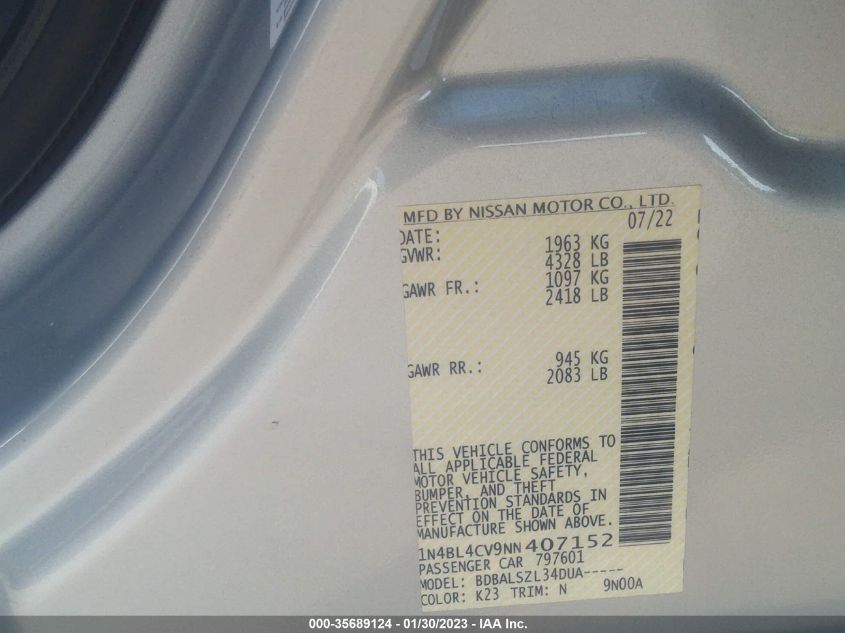 MFD BY NISSAN MOTOR CO., LTD.
DATE: 07/22
GVWR: 1963 KG
4328 LB
GAWR FR.: 1097 KG
2418 LB
GAWR RR.: 945 KG
2083 LB
THIS VEHICLE CONFORMS TO
ALL APPLICABLE FEDERAL
MOTOR VEHICLE SAFETY,
BUMPER, AND THEFT
PREVENTION STANDARDS IN
EFFECT ON THE DATE OF
MANUFACTURE SHOWN ABOVE.
1N4BL4CV9NN407152
PASSENGER CAR 797601
MODEL: BDBALSZL34DUA-----
COLOR: K23 TRIM: N 9N00A
000-35689124 - 01/30/2023 - IAA Inc.